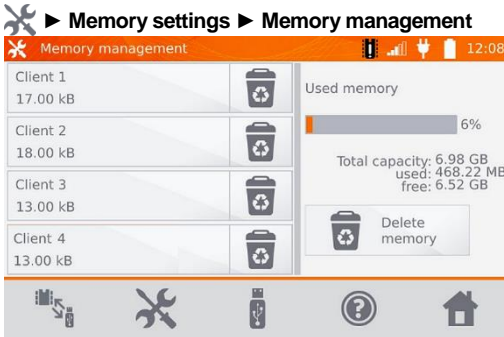 ► Memory settings ► Memory management
Memory management 12:08
Client 1
17.00 kB
Client 2
18.00 kB
Client 3
13.00 kB
Client 4
13.00 kB
Used memory
6%
Total capacity: 6.98 GB
used: 468.22 MB
free: 6.52 GB
Delete
memory